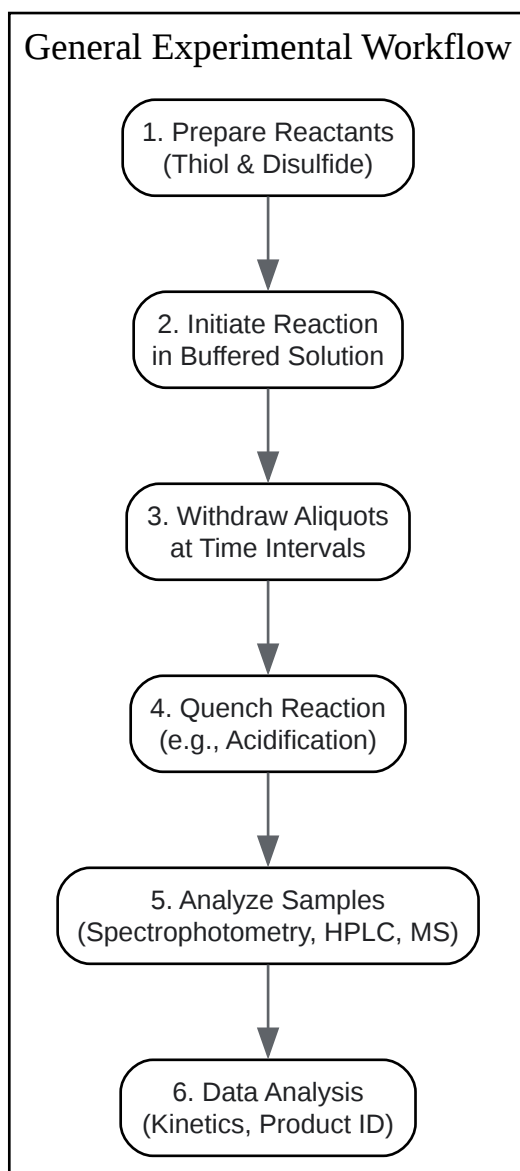 General Experimental Workflow
1. Prepare Reactants
(Thiol & Disulfide)
2. Initiate Reaction
in Buffered Solution
3. Withdraw Aliquots
at Time Intervals
4. Quench Reaction
(e.g., Acidification)
5. Analyze Samples
(Spectrophotometry, HPLC, MS)
6. Data Analysis
(Kinetics, Product ID)